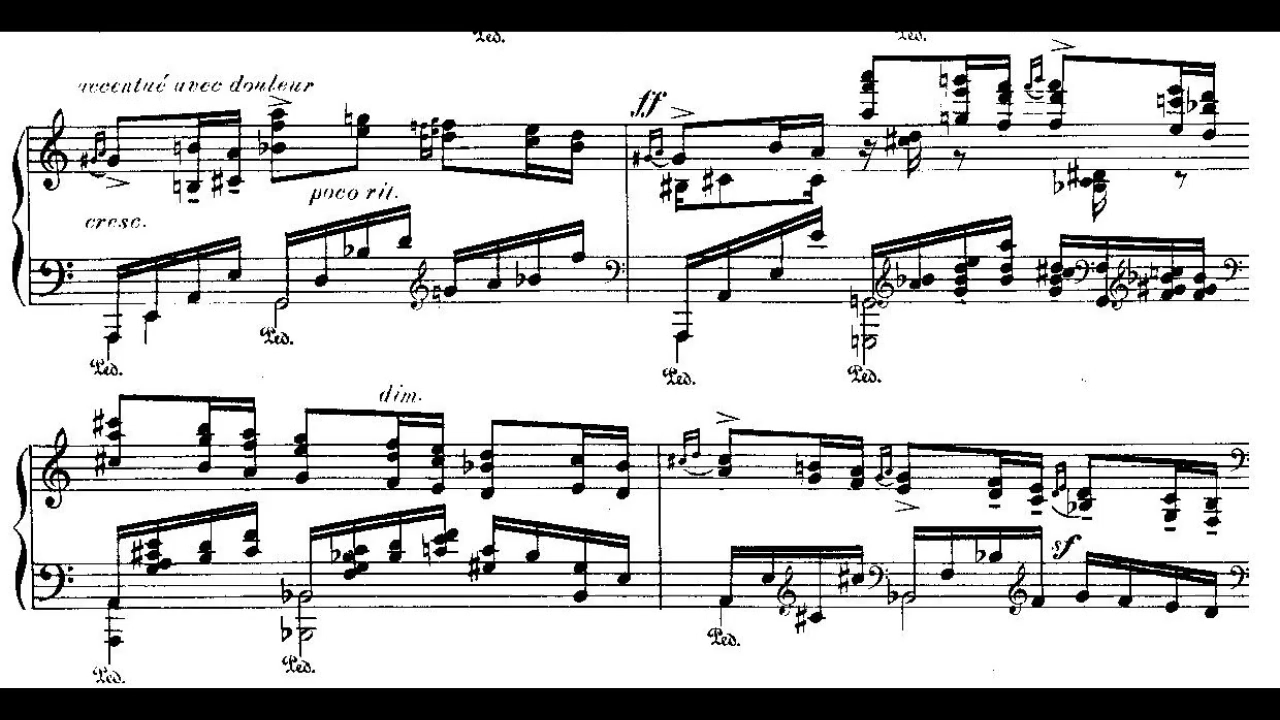 Ped. Ped.
accentué avec douleur
ff
poco rit.
cresc.
Ped. Ped. Ped. Ped.
dim.
sf
Ped. Ped. Ped.